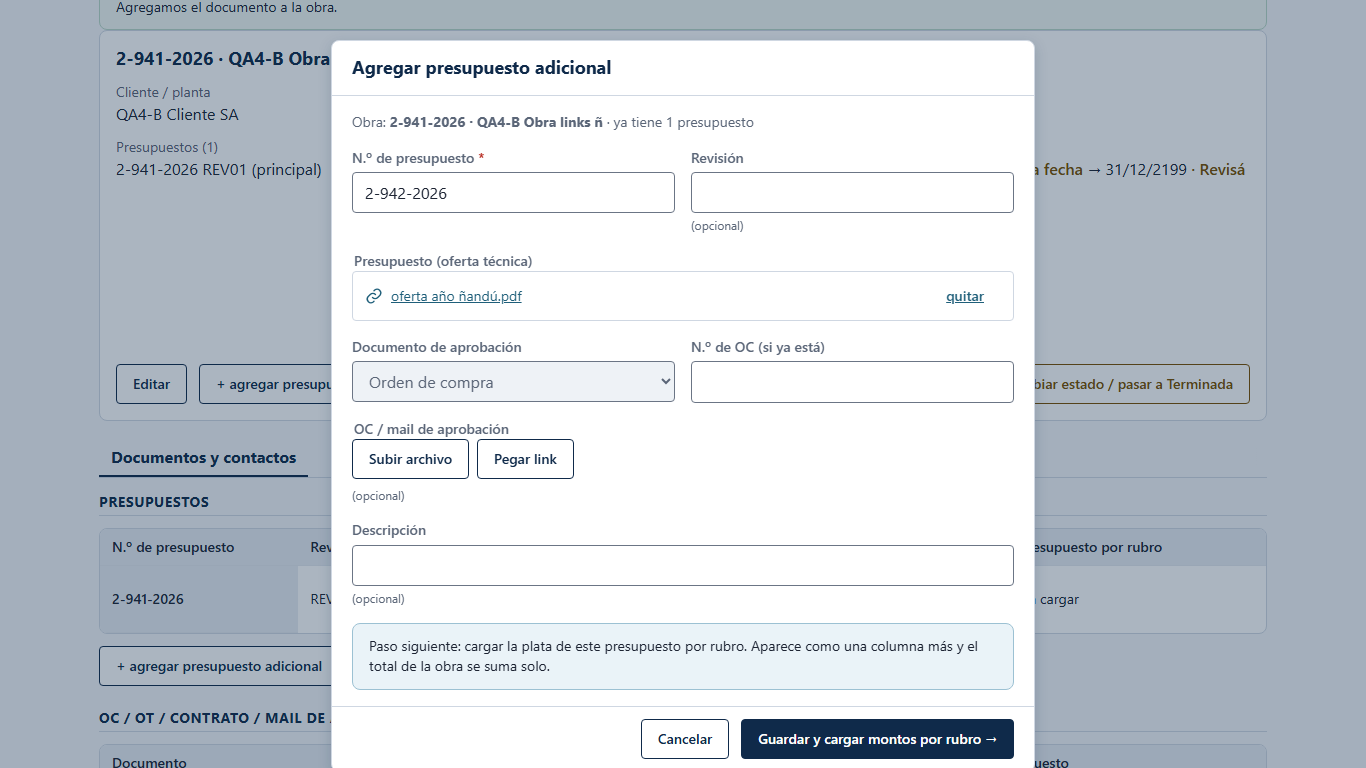 Agregamos el documento a la obra.
2-941-2026 · QA4-B Obra
Cliente / planta
QA4-B Cliente SA
Presupuestos (1)
2-941-2026 REV01 (principal)
fecha → 31/12/2199 · Revisá
Editar
+ agregar
biar estado / pasar a Terminada
Documentos y contactos
PRESUPUESTOS
N.º de presupuesto
por rubro
2-941-2026
cargar
+ agregar presupuesto adicional
OC / OT / CONTRATO / MAIL DE
Documento
Agregar presupuesto adicional
Obra: 2-941-2026 · QA4-B Obra links ñ · ya tiene 1 presupuesto
N.º de presupuesto *
Revisión
2-942-2026
(opcional)
Presupuesto (oferta técnica)
oferta año ñandú.pdf
quitar
Documento de aprobación
N.º de OC (si ya está)
Orden de compra
OC / mail de aprobación
Subir archivo
Pegar link
(opcional)
Descripción
(opcional)
Paso siguiente: cargar la plata de este presupuesto por rubro. Aparece como una columna más y el
total de la obra se suma solo.
Cancelar
Guardar y cargar montos por rubro →